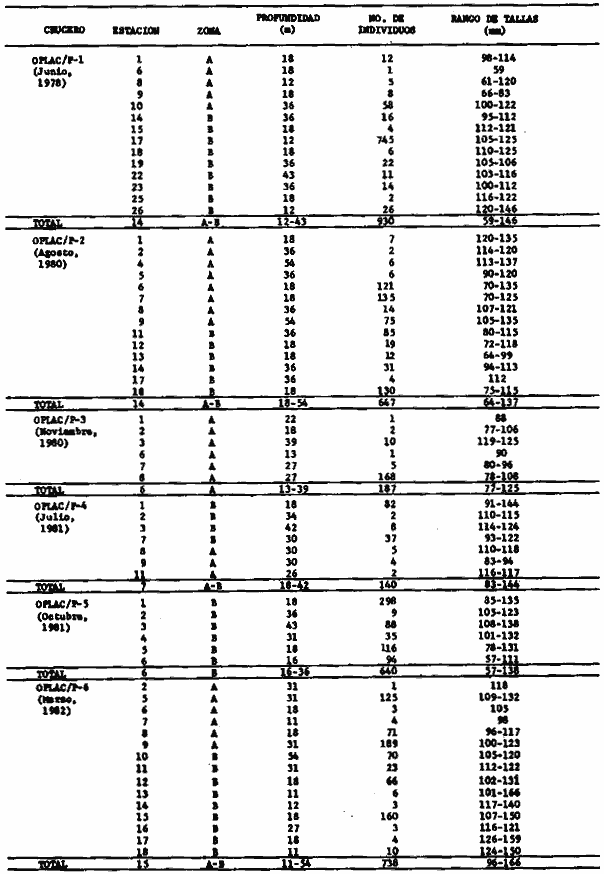 CRUCERO ESTACION ZONA PROFUNDIDAD (m) NO. DE INDIVIDUOS RANGO DE TALLAS (mm)
OPLAC/P-1 1 A 18 12 98-114
(Junio, 6 A 18 1 59
1978) 8 A 12 5 61-120
9 A 18 8 66-83
10 A 36 58 100-122
14 B 36 16 95-112
15 B 18 4 112-121
17 B 12 745 105-125
18 B 18 6 110-125
19 B 36 22 105-106
22 B 43 11 103-116
23 B 36 14 100-112
25 B 18 2 116-122
26 B 12 26 120-146
TOTAL 14 A-B 12-43 930 59-146
OPLAC/P-2 1 A 18 7 120-135
(Agosto, 2 A 36 2 114-120
1980) 4 A 54 6 113-137
5 A 36 6 90-120
6 A 18 121 70-135
7 A 18 135 70-125
8 A 36 14 107-121
9 A 54 75 105-135
11 B 36 85 80-115
12 B 18 19 72-118
13 B 18 12 64-99
14 B 36 31 94-113
17 B 36 4 112
18 B 18 130 75-115
TOTAL 14 A-B 18-54 647 64-137
OPLAC/P-3 1 A 22 1 88
(Noviembre, 2 A 18 2 77-106
1980) 3 A 39 10 119-125
6 A 13 1 90
7 A 27 5 80-96
8 A 27 168 78-108
TOTAL 6 A 13-39 187 77-125
OPLAC/P-4 1 B 18 82 91-144
(Julio, 2 B 34 2 110-115
1981) 3 B 42 8 114-124
7 B 30 37 93-122
8 A 30 5 110-118
9 A 30 4 83-94
11 A 26 2 116-117
TOTAL 7 A-B 18-42 140 83-144
OPLAC/P-5 1 B 18 298 85-135
(Octubre, 2 B 36 9 103-123
1981) 3 B 43 88 108-138
4 B 31 35 101-132
5 B 18 116 78-131
6 B 16 94 57-111
TOTAL 6 B 16-36 640 57-138
OPLAC/P-6 2 A 31 1 118
(Marzo, 5 A 31 125 109-132
1982) 6 A 18 3 105
7 A 11 4 98
8 A 18 71 96-117
9 A 31 189 100-123
10 B 54 70 105-120
11 B 31 23 112-122
12 B 18 66 102-131
13 B 11 6 101-166
14 B 12 3 117-140
15 B 18 160 107-150
16 B 27 3 116-121
17 B 18 4 126-159
18 B 11 10 124-150
TOTAL 15 A-B 11-54 738 96-166